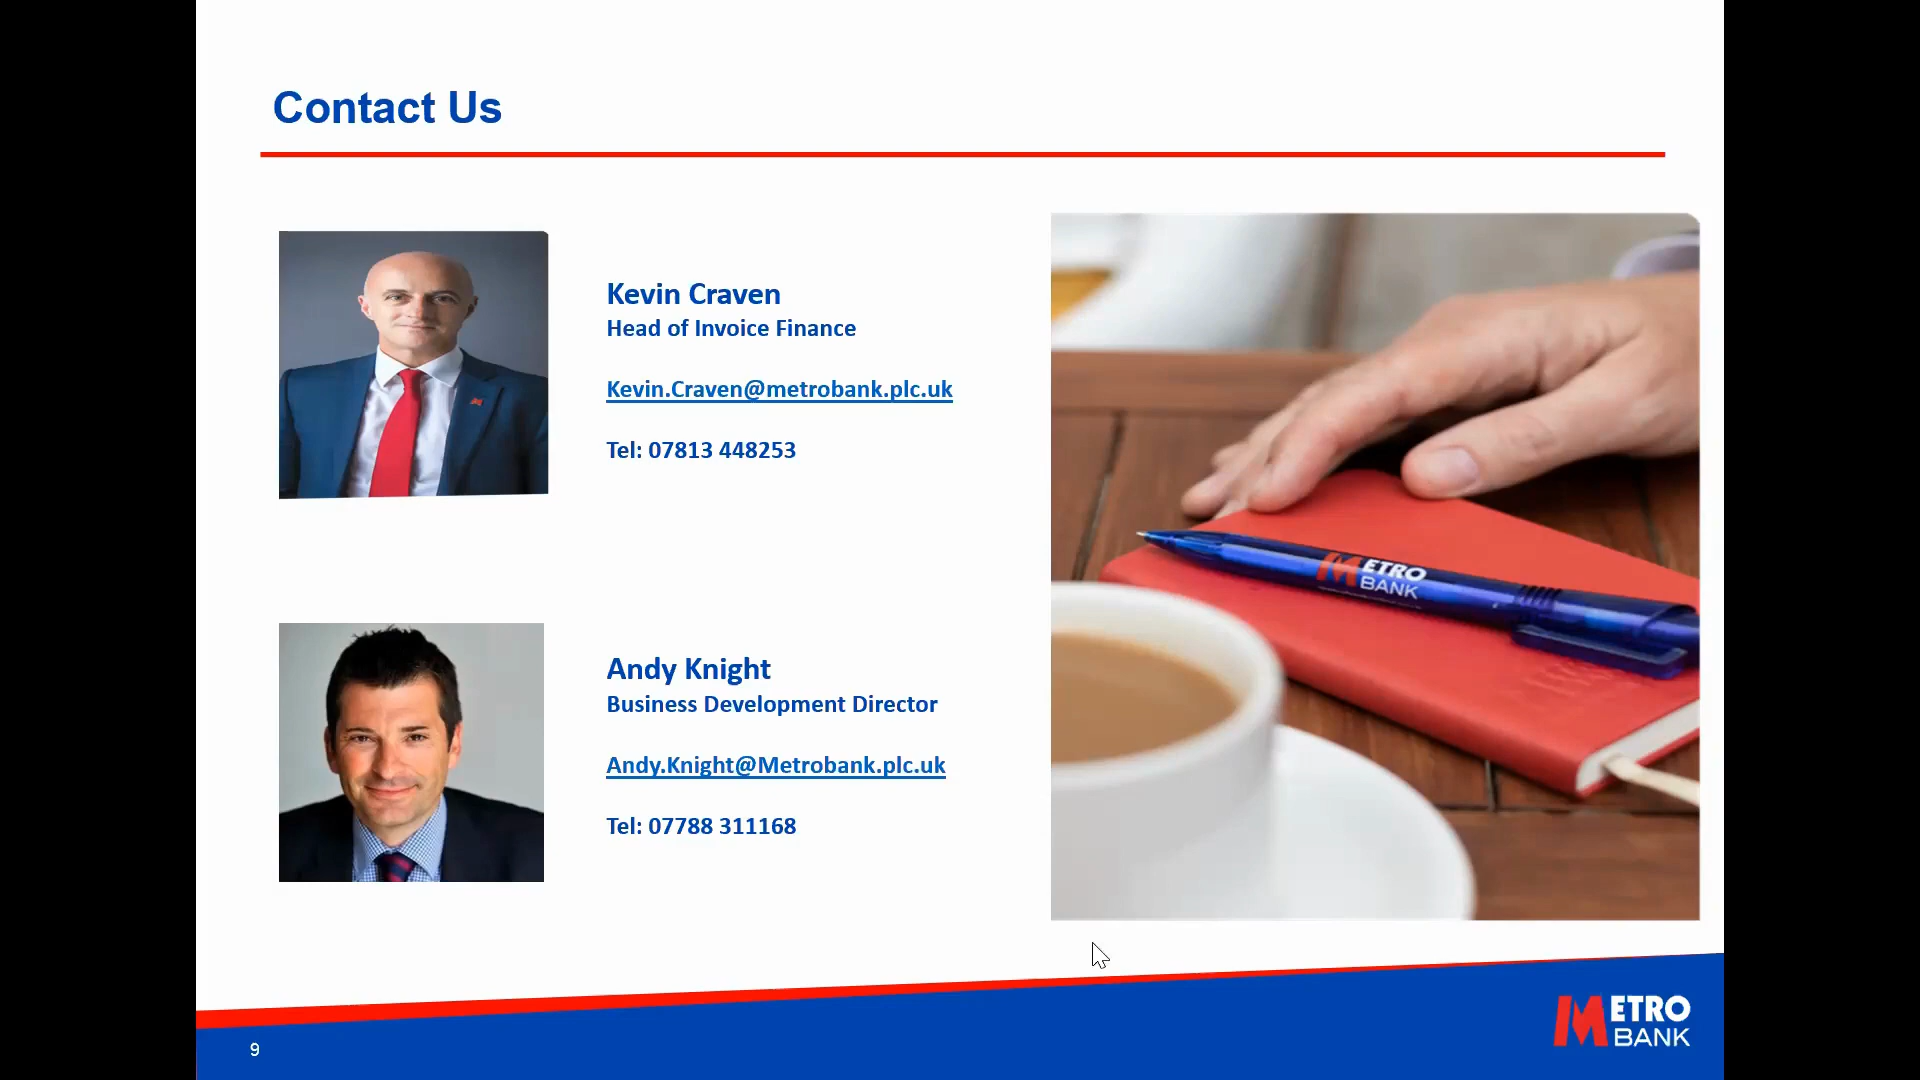 Contact Us
Kevin Craven
Head of Invoice Finance
Kevin.Craven@metrobank.plc.uk
Tel: 07813 448253
Andy Knight
Business Development Director
Andy.Knight@Metrobank.plc.uk
Tel: 07788 311168
METRO
BANK
9
METRO
BANK